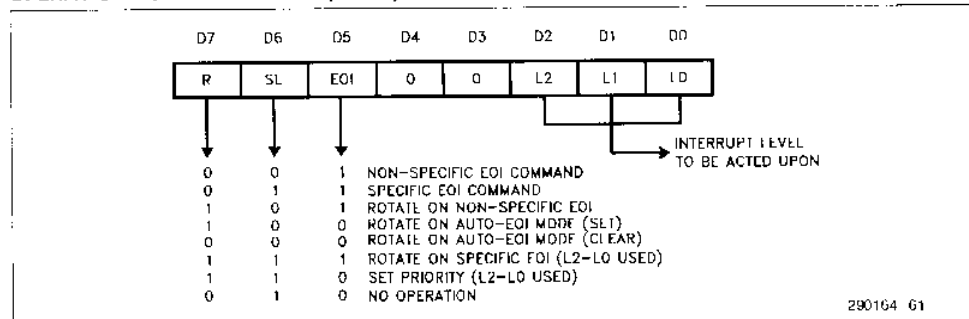 D7 D6 D5 D4 D3 D2 D1 D0
R SL EOI 0 0 L2 L1 L0
INTERRUPT LEVEL
TO BE ACTED UPON
0 0 1 NON-SPECIFIC EOI COMMAND
0 1 1 SPECIFIC EOI COMMAND
1 0 1 ROTATE ON NON-SPECIFIC EOI
1 0 0 ROTATE ON AUTO-EOI MODE (SET)
0 0 0 ROTATE ON AUTO-EOI MODE (CLEAR)
1 1 1 ROTATE ON SPECIFIC EOI (L2-L0 USED)
1 1 0 SET PRIORITY (L2-L0 USED)
0 1 0 NO OPERATION
290164 61